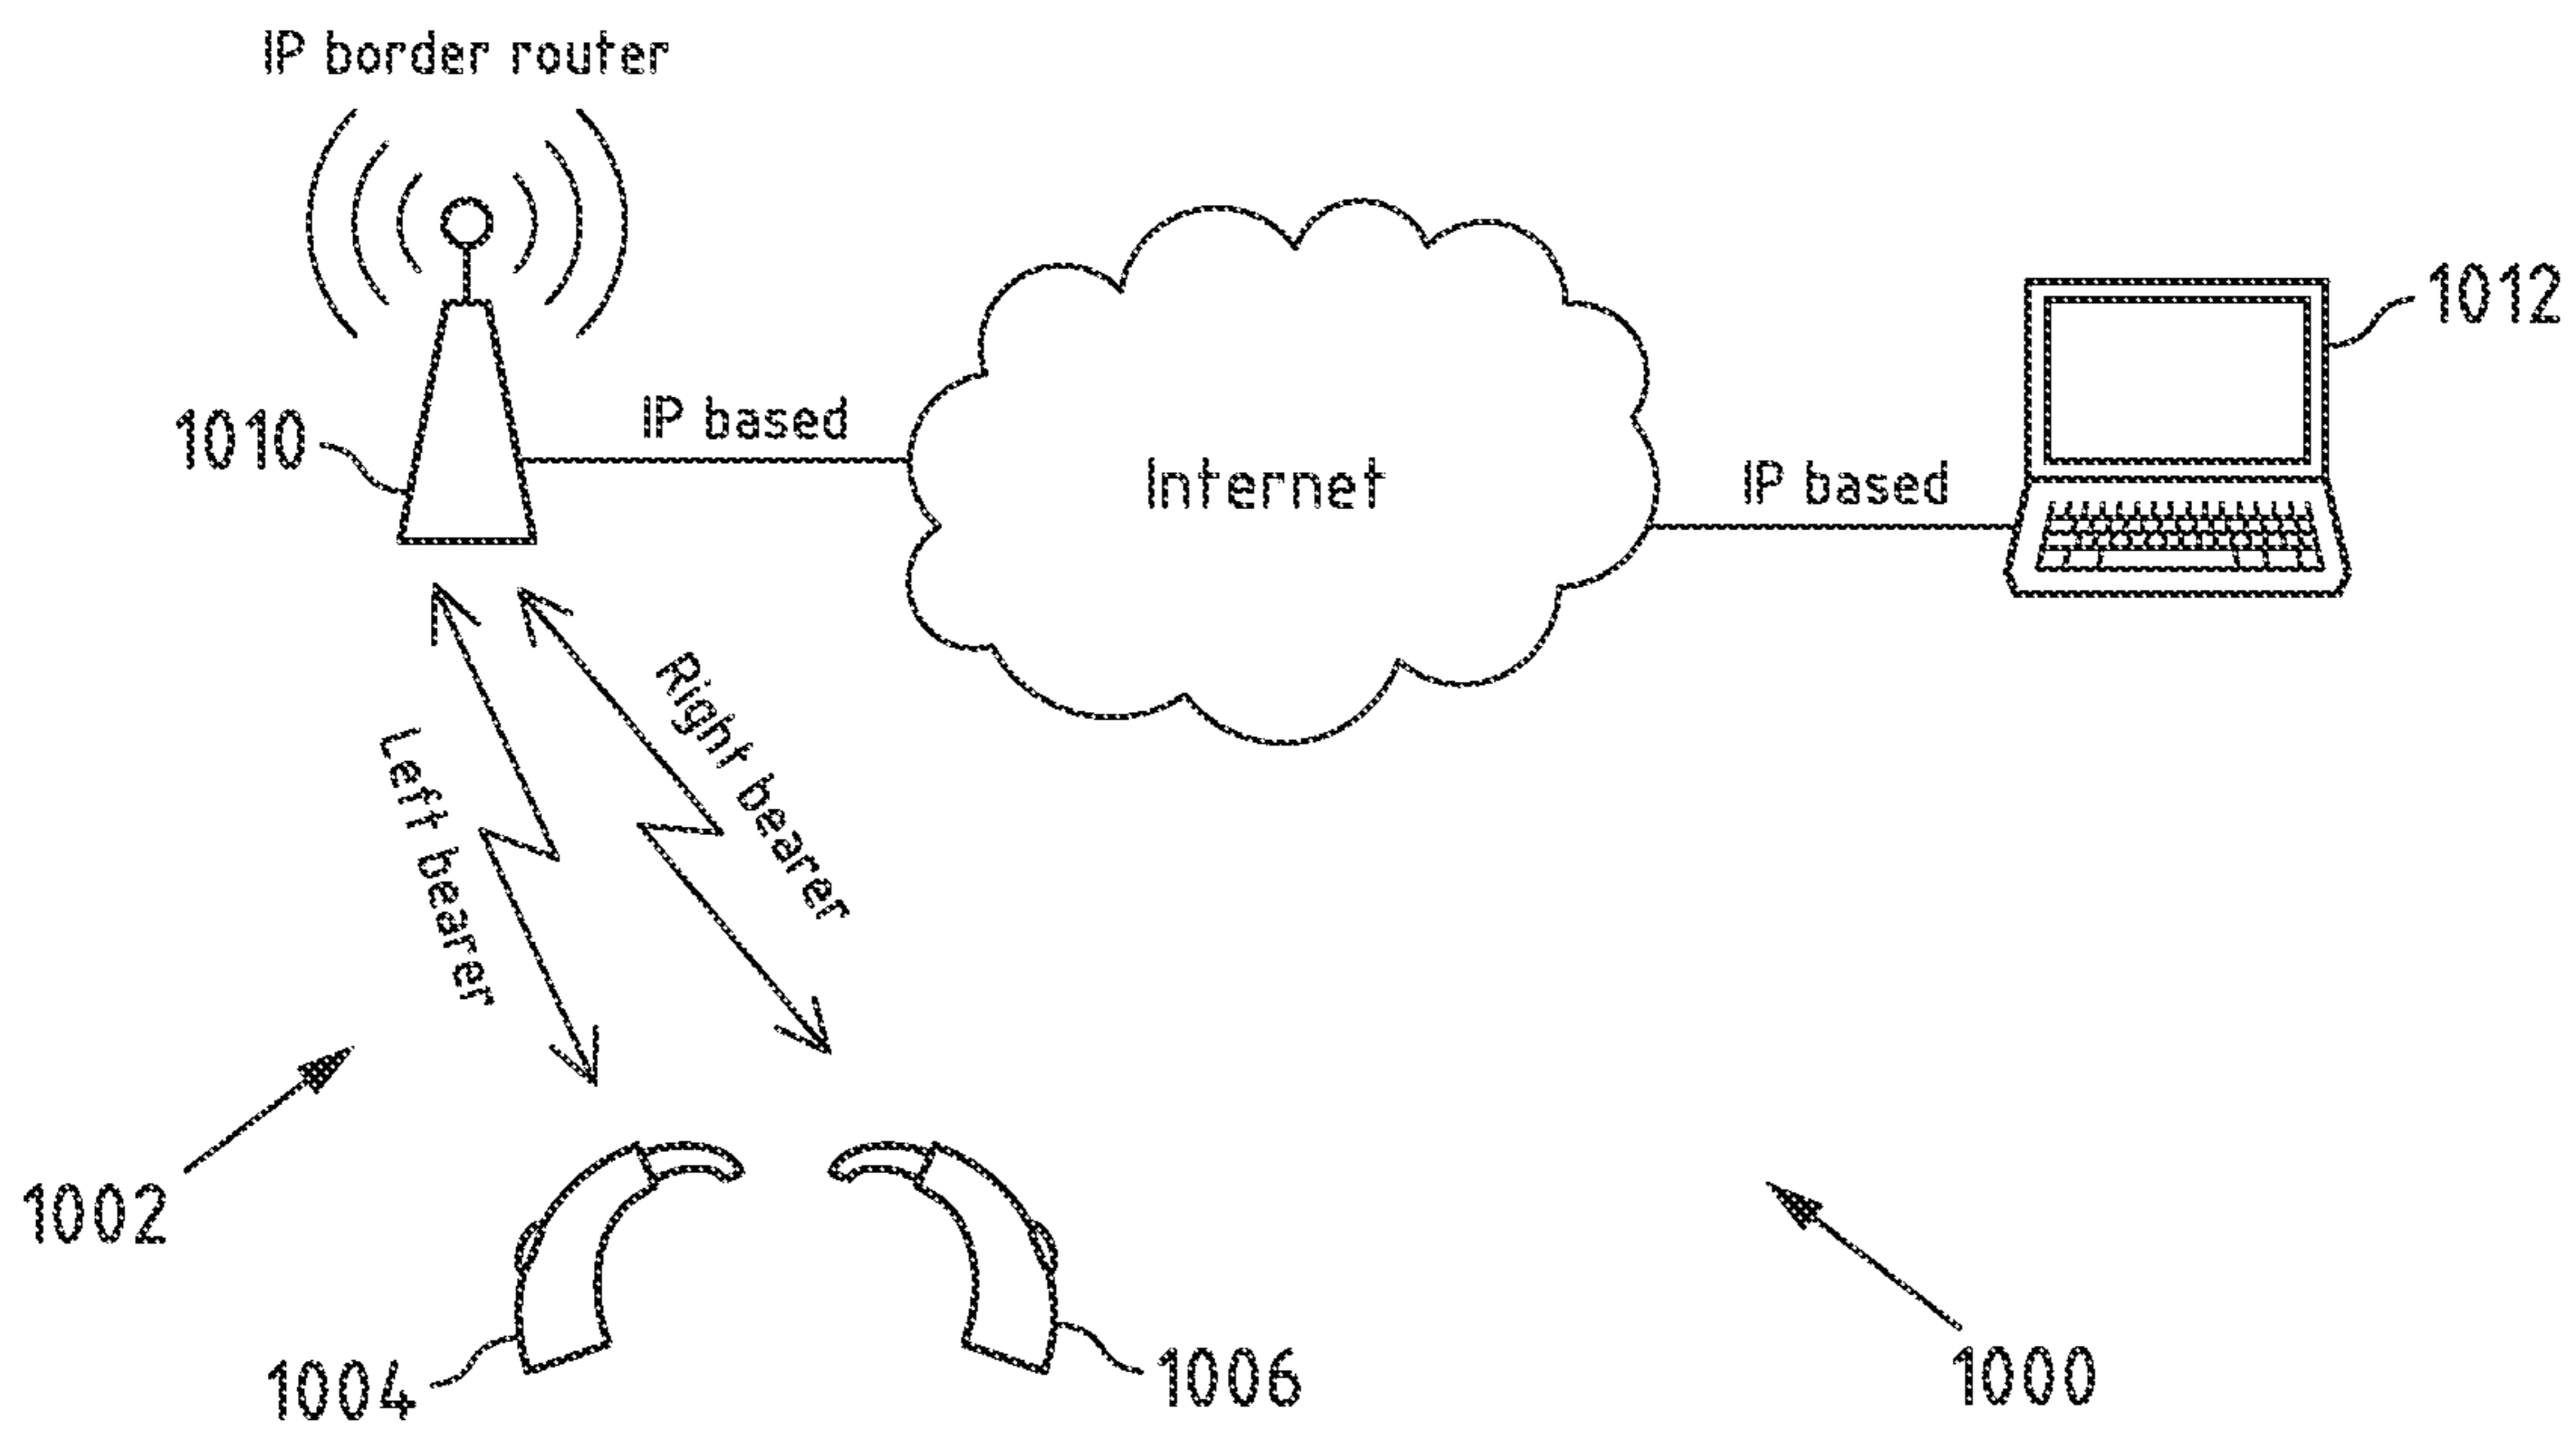 IP border router
1012
1010
IP based
Internet
IP based
Right bearer
Left bearer
1002
1004
1006
1000